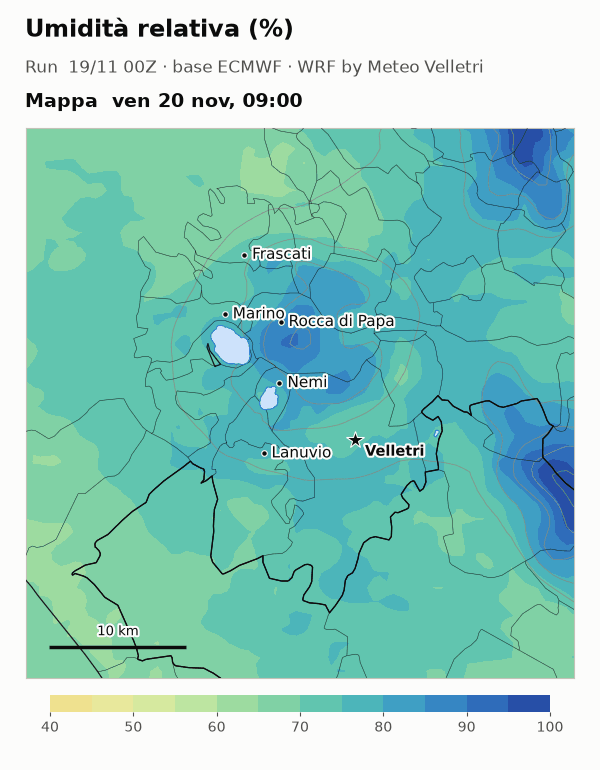 Umidità relativa (%)
Run  19/11 00Z · base ECMWF · WRF by Meteo Velletri
Mappa  ven 20 nov, 09:00
Frascati
Marino
Rocca di Papa
Nemi
Velletri
Lanuvio
10 km
40 50 60 70 80 90 100